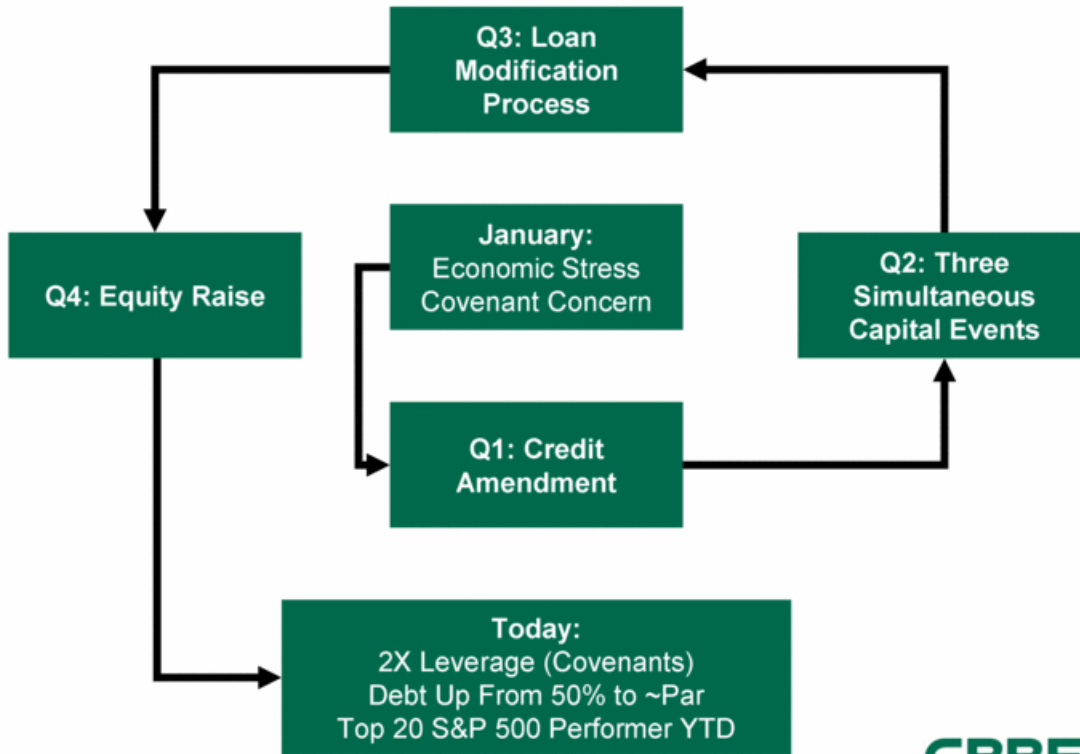 Q3: Loan
Modification
Process
January:
Economic Stress
Covenant Concern
Q4: Equity Raise
Q2: Three
Simultaneous
Capital Events
Q1: Credit
Amendment
Today:
2X Leverage (Covenants)
Debt Up From 50% to ~Par
Top 20 S&P 500 Performer YTD